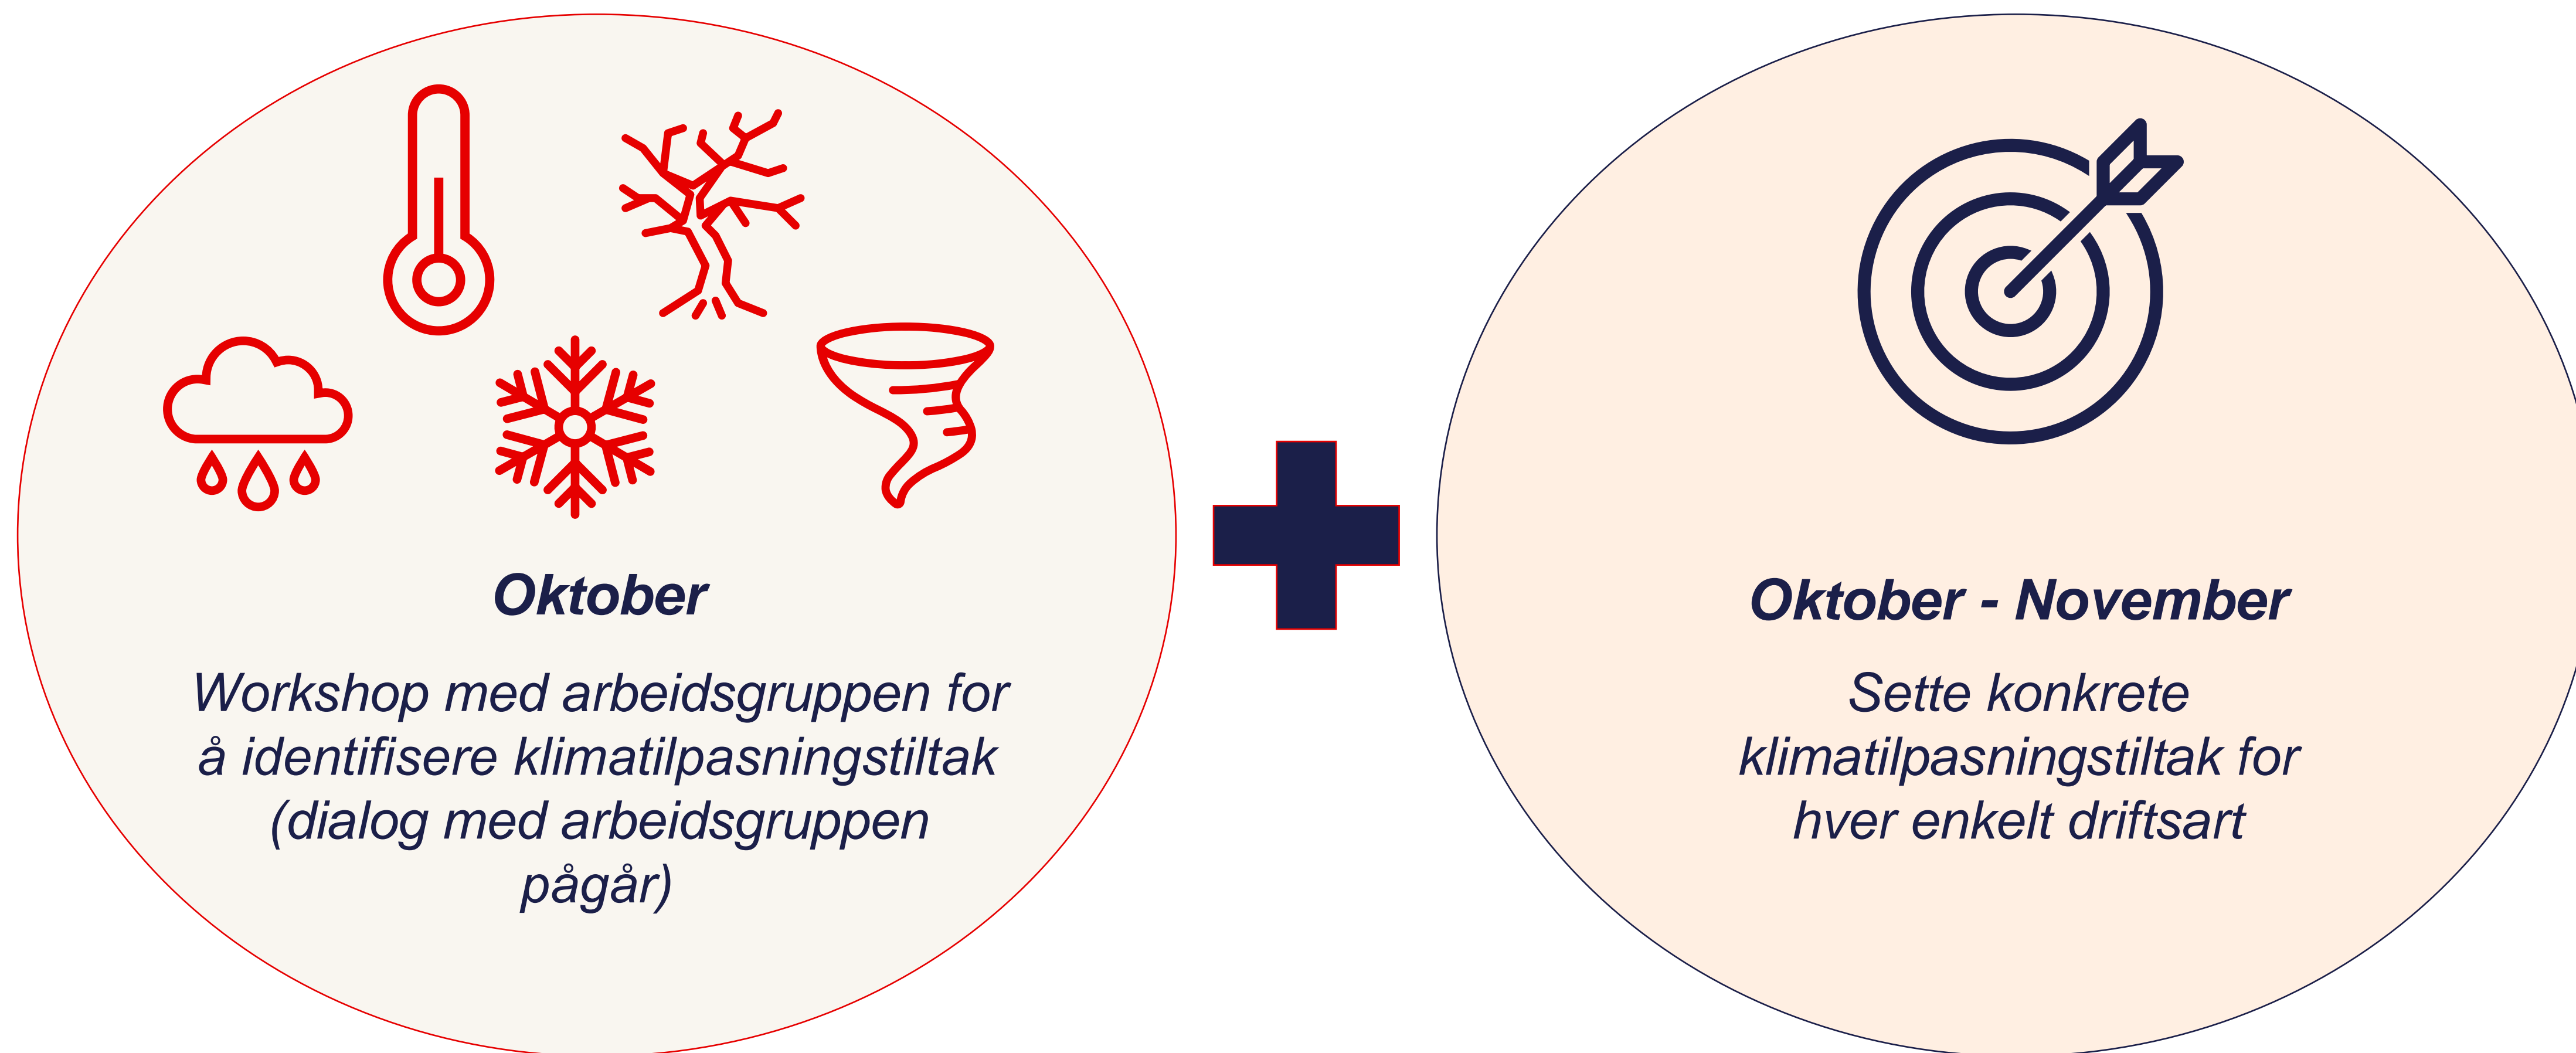 Oktober
Workshop med arbeidsgruppen for
å identifisere klimatilpasningstiltak
(dialog med arbeidsgruppen
pågår)
Oktober - November
Sette konkrete
klimatilpasningstiltak for
hver enkelt driftsart